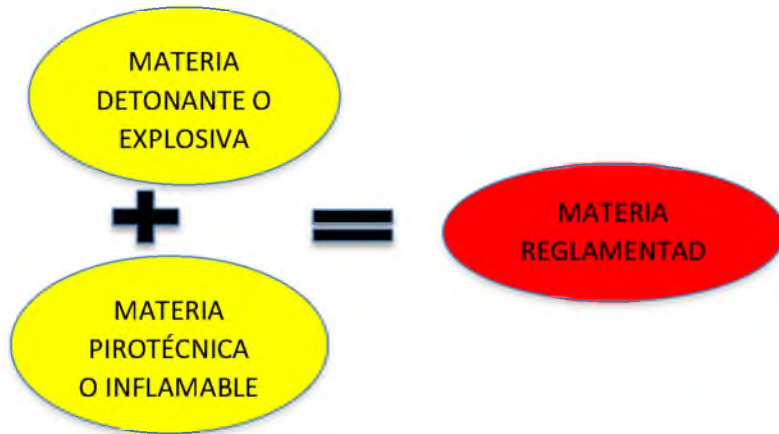 MATERIA
DETONANTE O
EXPLOSIVA
+
=
MATERIA
REGLAMENTAD
MATERIA
PIROTÉCNICA
O INFLAMABLE